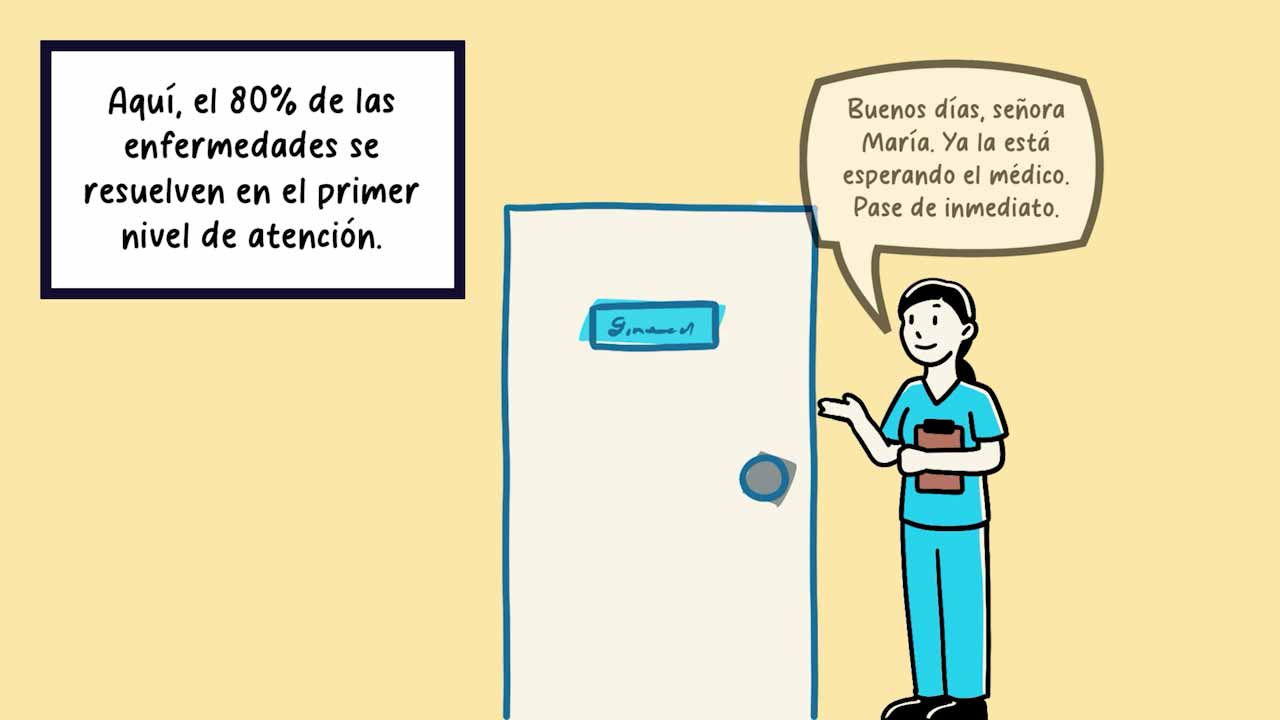 Aquí, el 80% de las
enfermedades se
resuelven en el primer
nivel de atención.
Buenos días, señora
María. Ya la está
esperando el médico.
Pase de inmediato.